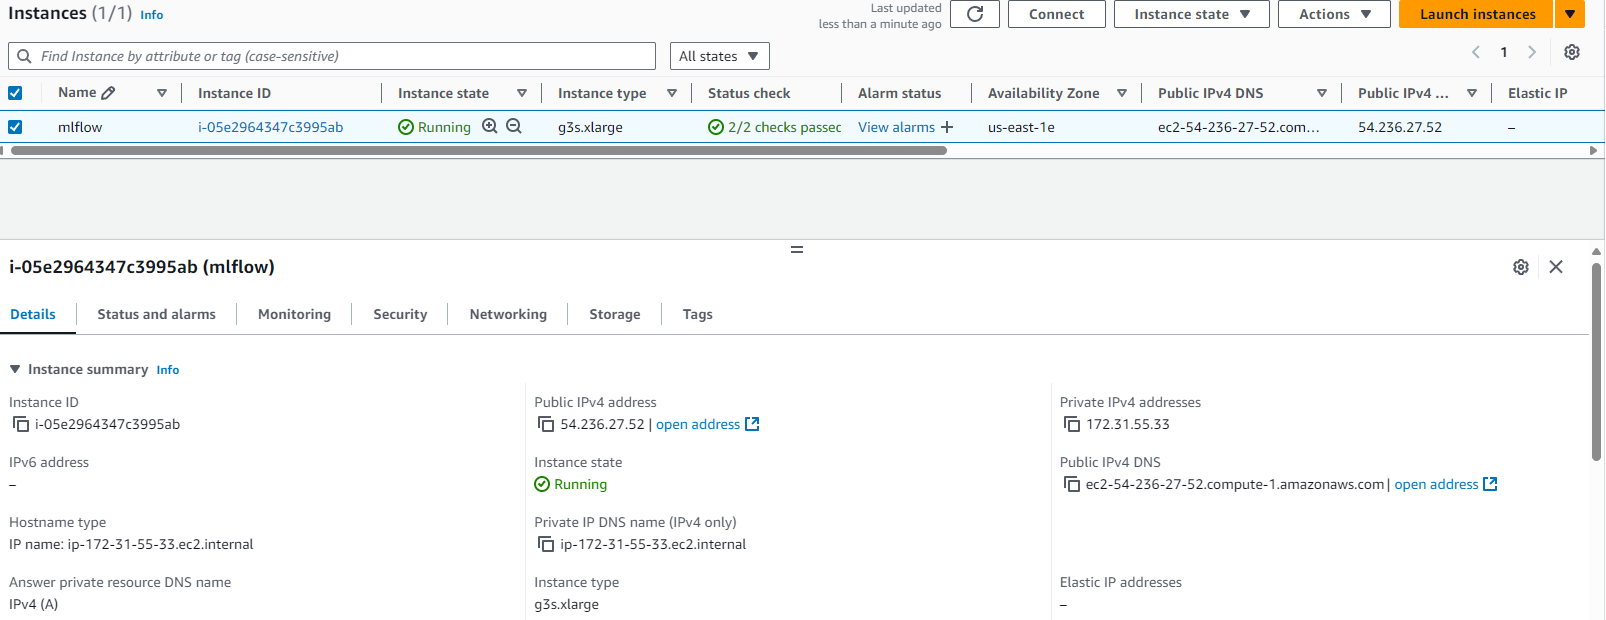 Instances (1/1) Info
Last updated
less than a minute ago
Connect
Instance state
Actions
Launch instances
Find Instance by attribute or tag (case-sensitive)
All states
1
Name Instance ID Instance state Instance type Status check Alarm status Availability Zone Public IPv4 DNS Public IPv4 ... Elastic IP
mlflow i-05e2964347c3995ab Running g3s.xlarge 2/2 checks passec View alarms + us-east-1e ec2-54-236-27-52.com... 54.236.27.52 –
i-05e2964347c3995ab (mlflow)
Details Status and alarms Monitoring Security Networking Storage Tags
Instance summary Info
Instance ID Public IPv4 address Private IPv4 addresses
i-05e2964347c3995ab 54.236.27.52 | open address 172.31.55.33
IPv6 address Instance state Public IPv4 DNS
– Running ec2-54-236-27-52.compute-1.amazonaws.com | open address
Hostname type Private IP DNS name (IPv4 only)
IP name: ip-172-31-55-33.ec2.internal ip-172-31-55-33.ec2.internal
Answer private resource DNS name Instance type Elastic IP addresses
IPv4 (A) g3s.xlarge –